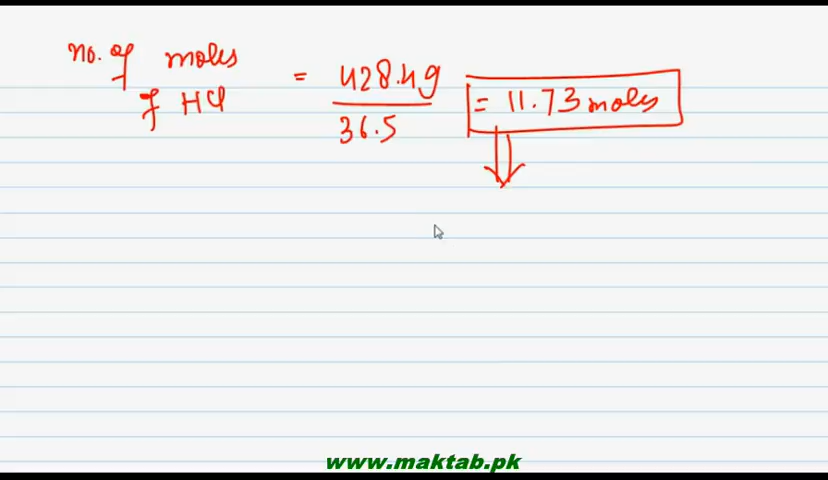 no. of moles
of HCl = 428.4g / 36.5 = 11.73 moles
www.maktab.pk